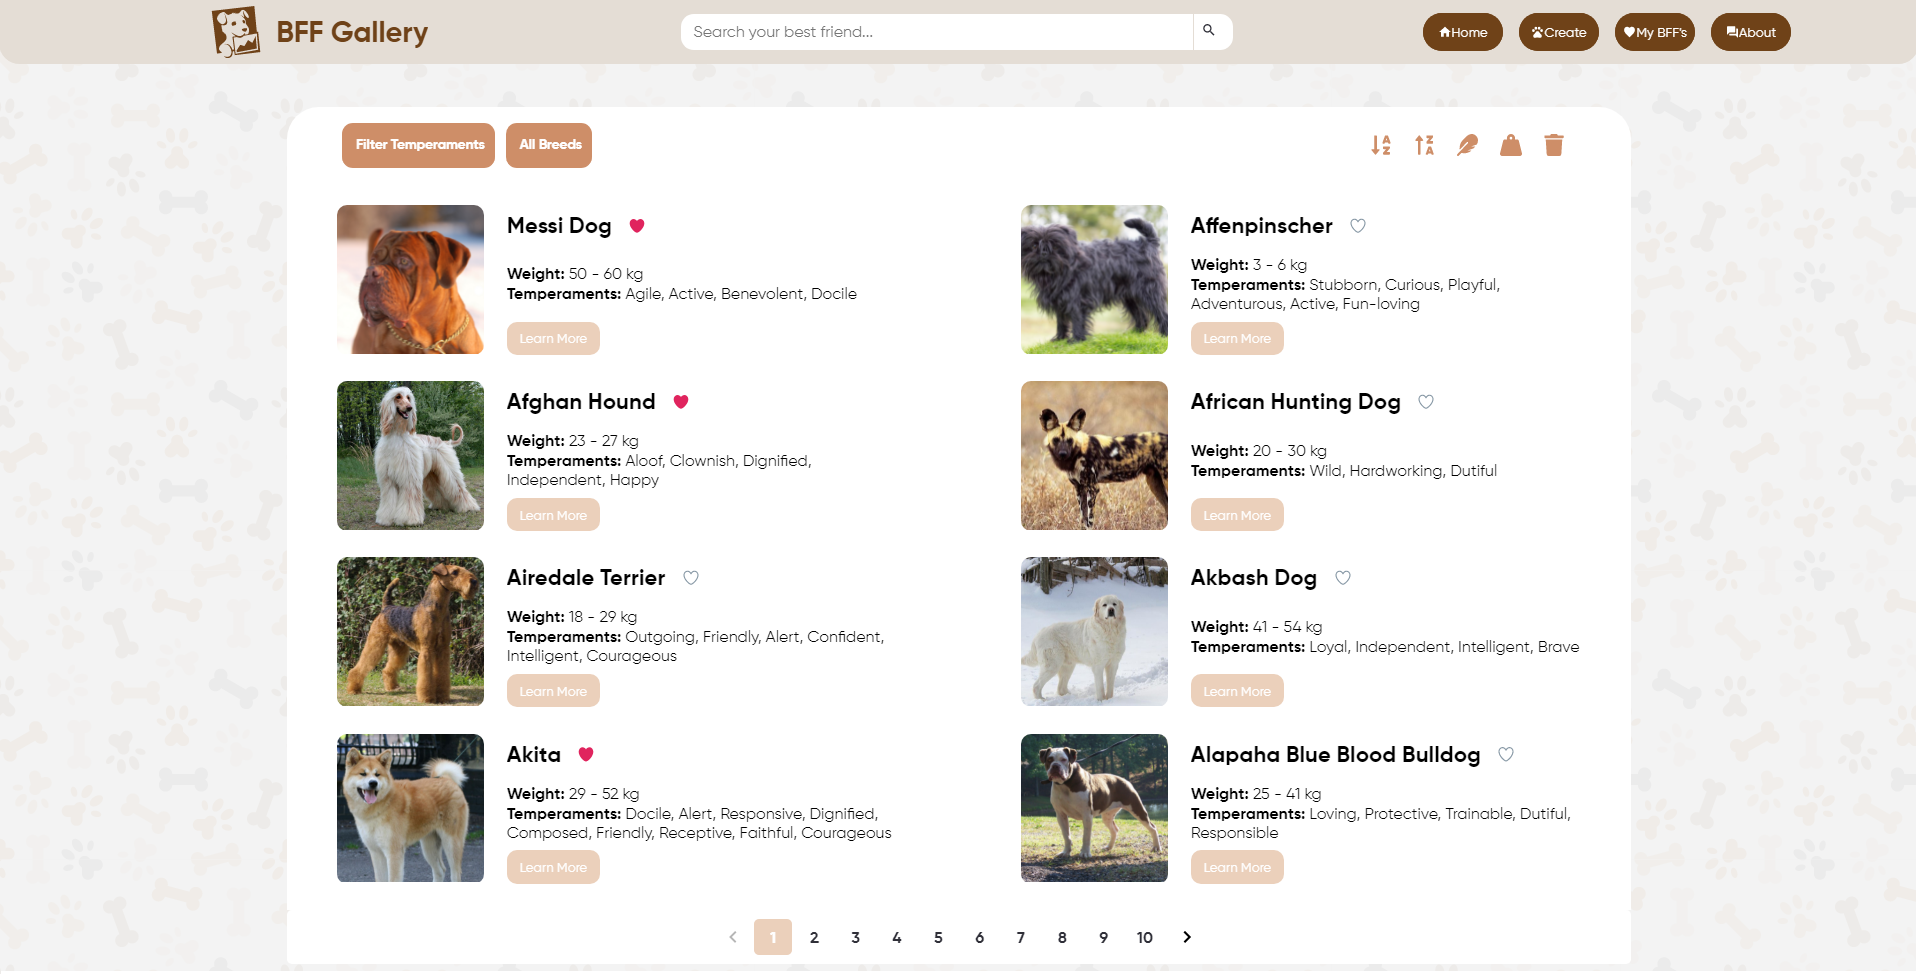 BFF Gallery
Search your best friend...
Home
Create
My BFF's
About
Filter Temperaments
All Breeds
A Z
Z A
Messi Dog
Weight: 50 - 60 kg
Temperaments: Agile, Active, Benevolent, Docile
Learn More
Affenpinscher
Weight: 3 - 6 kg
Temperaments: Stubborn, Curious, Playful,
Adventurous, Active, Fun-loving
Learn More
Afghan Hound
Weight: 23 - 27 kg
Temperaments: Aloof, Clownish, Dignified,
Independent, Happy
Learn More
African Hunting Dog
Weight: 20 - 30 kg
Temperaments: Wild, Hardworking, Dutiful
Learn More
Airedale Terrier
Weight: 18 - 29 kg
Temperaments: Outgoing, Friendly, Alert, Confident,
Intelligent, Courageous
Learn More
Akbash Dog
Weight: 41 - 54 kg
Temperaments: Loyal, Independent, Intelligent, Brave
Learn More
Akita
Weight: 29 - 52 kg
Temperaments: Docile, Alert, Responsive, Dignified,
Composed, Friendly, Receptive, Faithful, Courageous
Learn More
Alapaha Blue Blood Bulldog
Weight: 25 - 41 kg
Temperaments: Loving, Protective, Trainable, Dutiful,
Responsible
Learn More
1 2 3 4 5 6 7 8 9 10